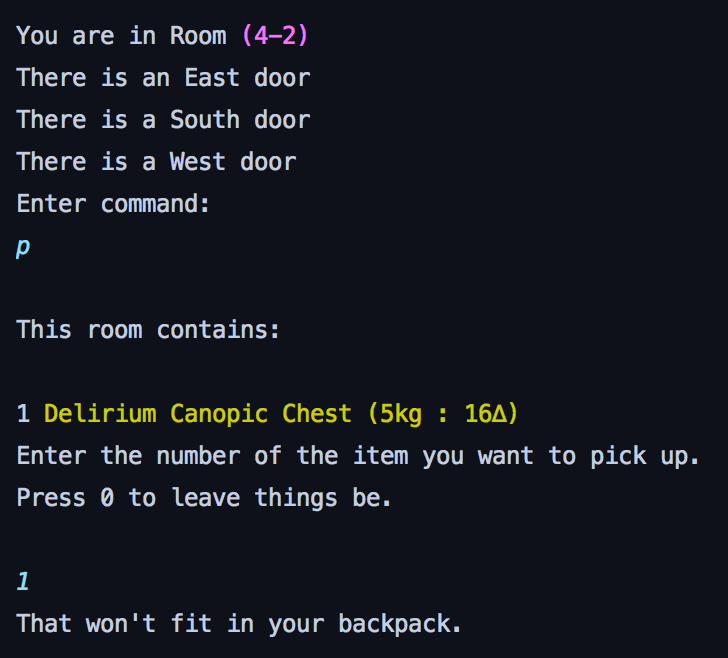 You are in Room (4-2)
There is an East door
There is a South door
There is a West door
Enter command:
p
This room contains:
1 Delirium Canopic Chest (5kg : 16∆)
Enter the number of the item you want to pick up.
Press 0 to leave things be.
1
That won't fit in your backpack.